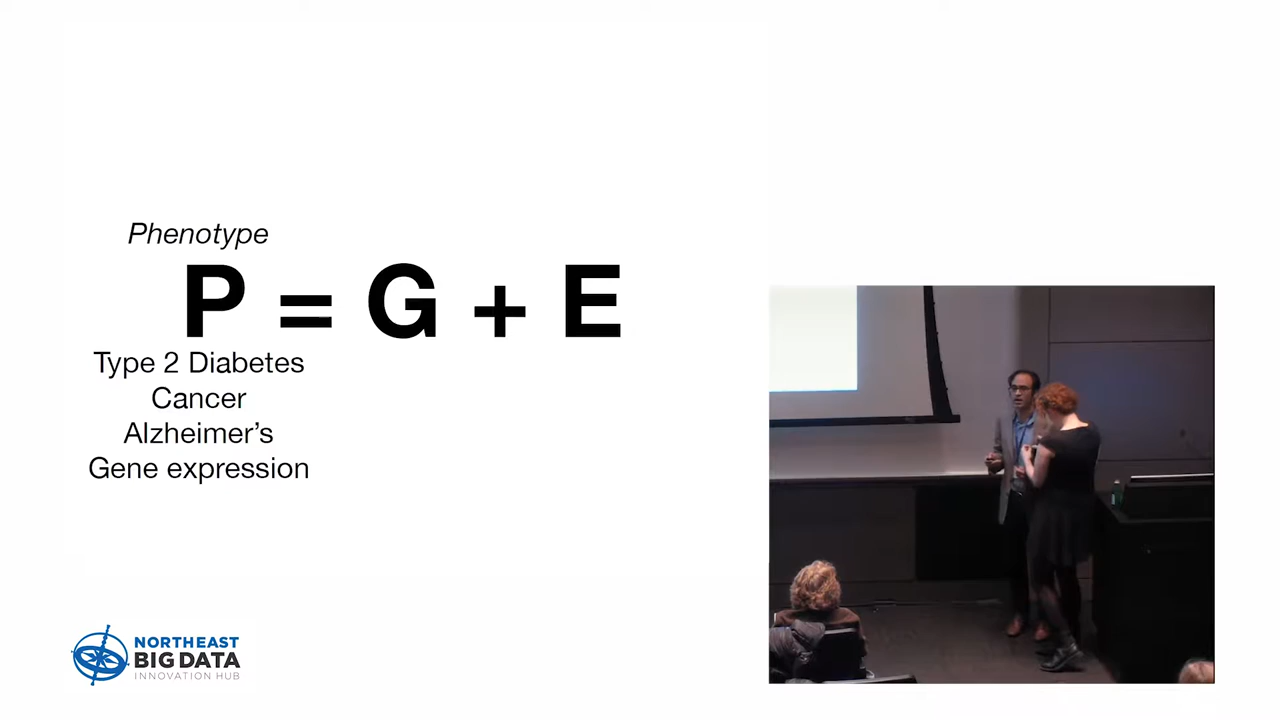 Phenotype
P = G + E
Type 2 Diabetes
Cancer
Alzheimer’s
Gene expression
NORTHEAST
BIG DATA
INNOVATION HUB